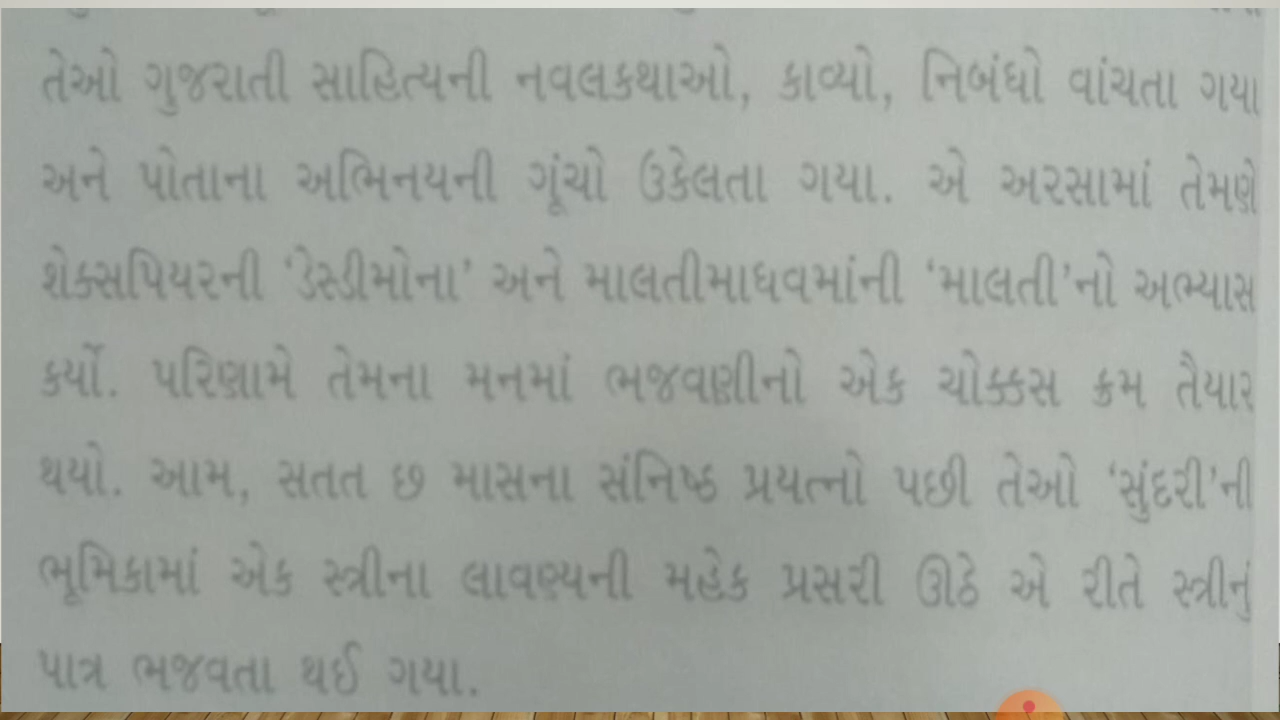 તેઓ ગુજરાતી સાહિત્યની નવલકથાઓ, કાવ્યો, નિબંધો વાંચતા ગયા
અને પોતાના અભિનયની ગૂંચો ઉકેલતા ગયા. એ અરસામાં તેમણે
શેક્સપિયરની ‘ડેસ્ડીમોના’ અને માલતીમાધવમાંની ‘માલતી’નો અભ્યાસ
કર્યો. પરિણામે તેમના મનમાં ભજવણીનો એક ચોક્કસ ક્રમ તૈયાર
થયો. આમ, સતત છ માસના સંનિષ્ઠ પ્રયત્નો પછી તેઓ ‘સુંદરી’ની
ભૂમિકામાં એક સ્ત્રીના લાવણ્યની મહેક પ્રસરી ઊઠે એ રીતે સ્ત્રીનું
પાત્ર ભજવતા થઈ ગયા.